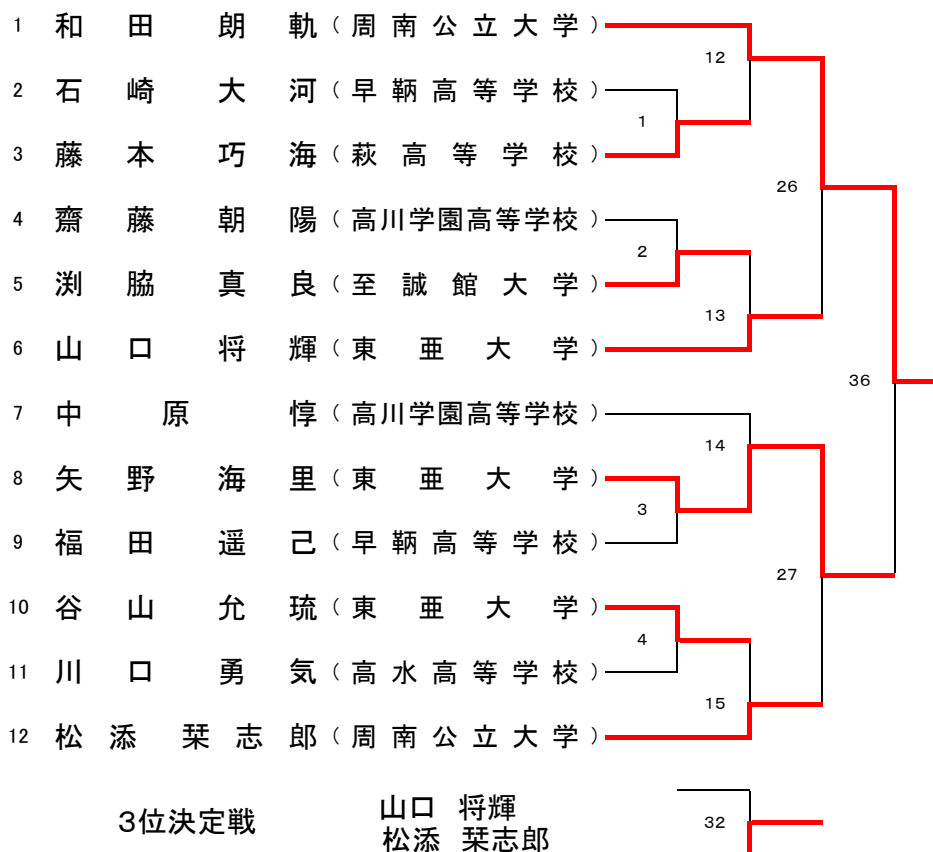 1 和田朗軌（周南公立大学）
12
2 石崎大河（早鞆高等学校）
1
3 藤本巧海（萩高等学校）
26
4 齋藤朝陽（高川学園高等学校）
2
5 渕脇真良（至誠館大学）
13
6 山口将輝（東亜大学）
36
7 中原惇（高川学園高等学校）
14
8 矢野海里（東亜大学）
3
9 福田遥己（早鞆高等学校）
27
10 谷山允琉（東亜大学）
4
11 川口勇気（高水高等学校）
15
12 松添栞志郎（周南公立大学）
山口 将輝
3位決定戦 32
松添 栞志郎